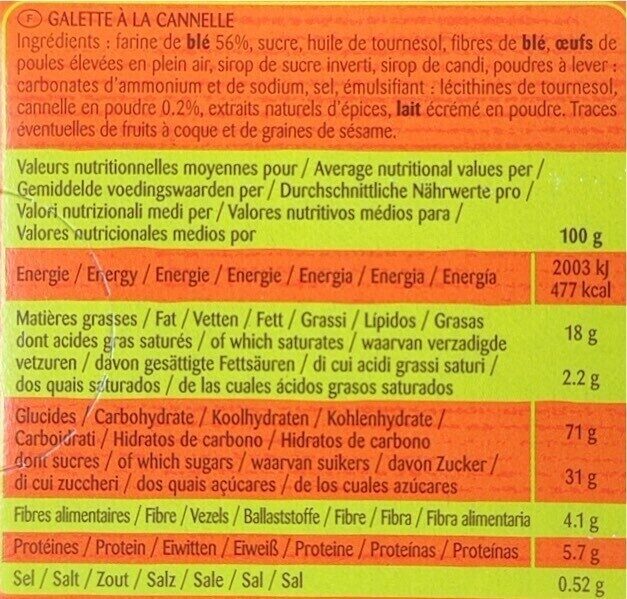 F GALETTE À LA CANNELLE
Ingrédients : farine de blé 56%, sucre, huile de tournesol, fibres de blé, œufs de
poules élevées en plein air, sirop de sucre inverti, sirop de candi, poudres à lever :
carbonates d'ammonium et de sodium, sel, émulsifiant : lécithines de tournesol,
cannelle en poudre 0.2%, extraits naturels d'épices, lait écrémé en poudre. Traces
éventuelles de fruits à coque et de graines de sésame.
Valeurs nutritionnelles moyennes pour / Average nutritional values per /
Gemiddelde voedingswaarden per / Durchschnittliche Nährwerte pro /
Valori nutrizionali medi per / Valores nutritivos médios para /
Valores nutricionales medios por 100 g
Energie / Energy / Energie / Energie / Energia / Energia / Energía 2003 kJ
477 kcal
Matières grasses / Fat / Vetten / Fett / Grassi / Lípidos / Grasas 18 g
dont acides gras saturés / of which saturates / waarvan verzadigde
vetzuren / davon gesättigte Fettsäuren / di cui acidi grassi saturi /
dos quais saturados / de las cuales ácidos grasos saturados 2.2 g
Glucides / Carbohydrate / Koolhydraten / Kohlenhydrate /
Carboidrati / Hidratos de carbono / Hidratos de carbono 71 g
dont sucres / of which sugars / waarvan suikers / davon Zucker /
di cui zuccheri / dos quais açúcares / de los cuales azúcares 31 g
Fibres alimentaires / Fibre / Vezels / Ballaststoffe / Fibre / Fibra / Fibra alimentaria 4.1 g
Protéines / Protein / Eiwitten / Eiweiß / Proteine / Proteínas / Proteínas 5.7 g
Sel / Salt / Zout / Salz / Sale / Sal / Sal 0.52 g